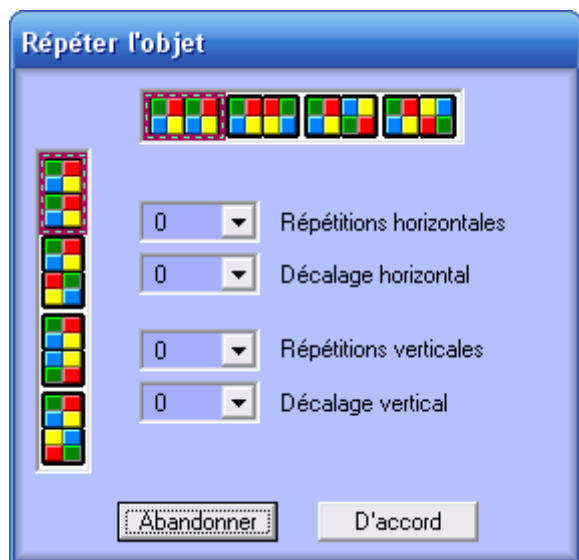 Répéter l'objet
0 Répétitions horizontales
0 Décalage horizontal
0 Répétitions verticales
0 Décalage vertical
Abandonner D'accord